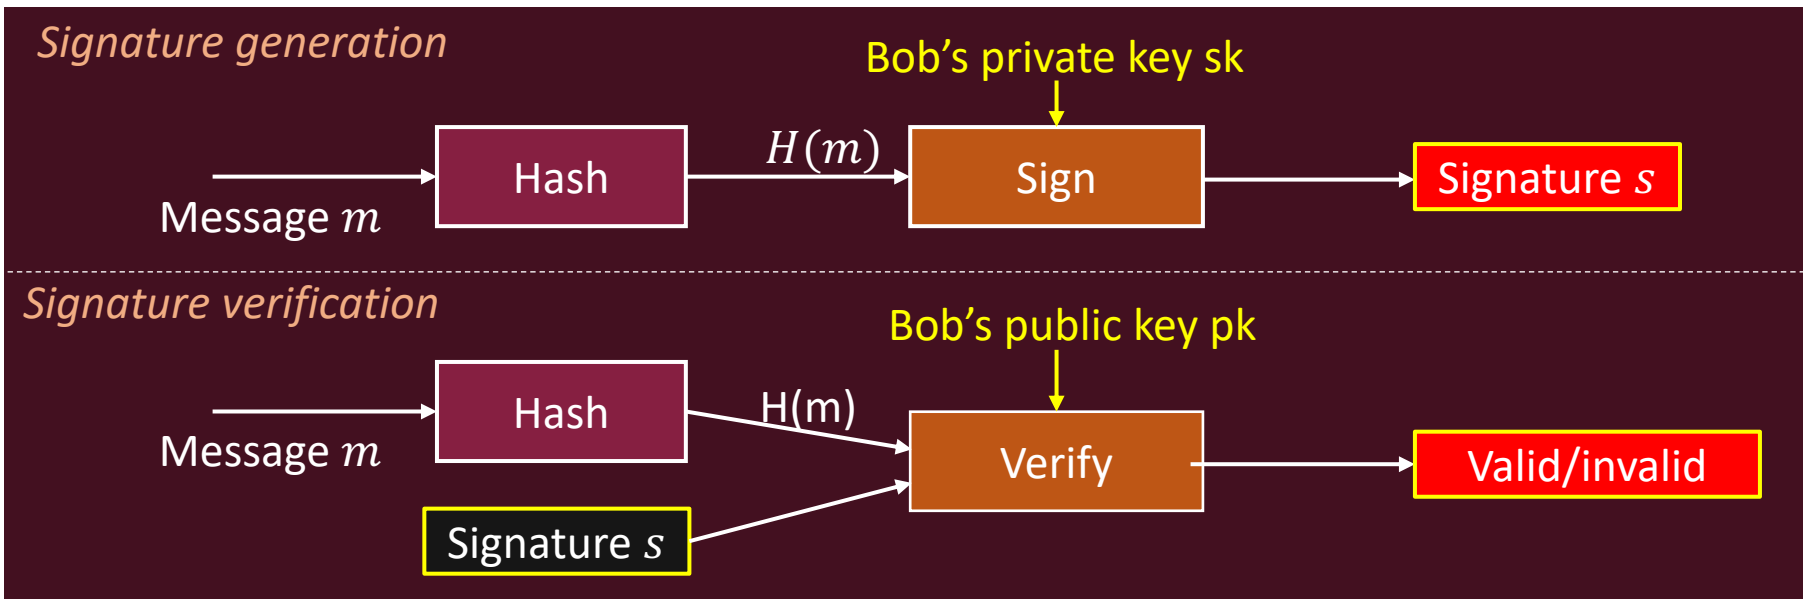 Signature generation
Bob’s private key sk
Message m
Hash
H(m)
Sign
Signature s
Signature verification
Bob’s public key pk
Message m
Hash
H(m)
Signature s
Verify
Valid/invalid